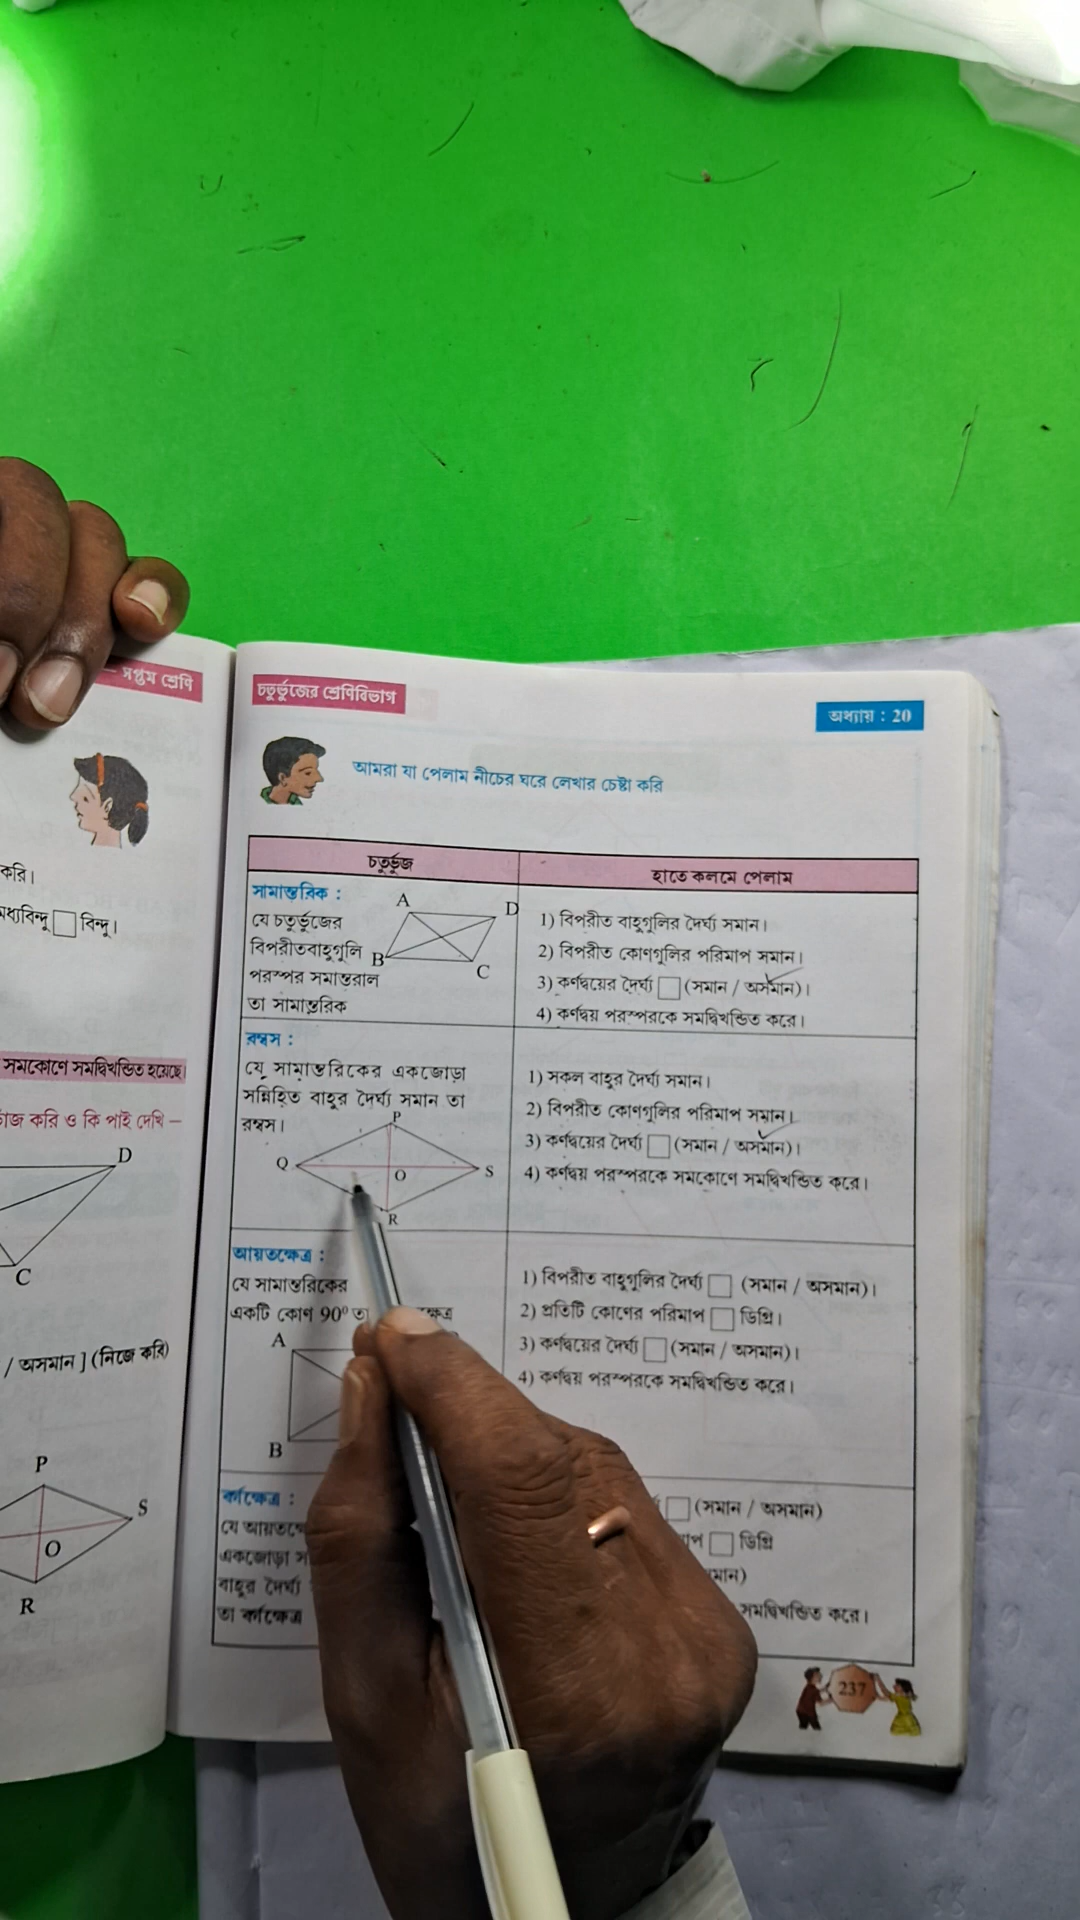 সপ্তম শ্রেণি
করি।
মধ্যবিন্দু □ বিন্দু।
সমকোণে সমদ্বিখণ্ডিত হয়েছে।
ভাঁজ করি ও কি পাই দেখি —
D
C
/ অসমান ] (নিজে করি)
P
S
O
R
চতুর্ভুজের শ্রেণিবিভাগ
অধ্যায় : 20
আমরা যা পেলাম নীচের ঘরে লেখার চেষ্টা করি
চতুর্ভুজ
হাতে কলমে পেলাম
সামান্তরিক :
যে চতুর্ভুজের
বিপরীতবাহুগুলি
পরস্পর সমান্তরাল
তা সামান্তরিক
A
D
B
C
1) বিপরীত বাহুগুলির দৈর্ঘ্য সমান।
2) বিপরীত কোণগুলির পরিমাপ সমান।
3) কর্ণদ্বয়ের দৈর্ঘ্য □ (সমান / অসমান)।
4) কর্ণদ্বয় পরস্পরকে সমদ্বিখন্ডিত করে।
রম্বস :
যে সামান্তরিকের একজোড়া
সন্নিহিত বাহুর দৈর্ঘ্য সমান তা
রম্বস।
P
Q
O
S
R
1) সকল বাহুর দৈর্ঘ্য সমান।
2) বিপরীত কোণগুলির পরিমাপ সমান।
3) কর্ণদ্বয়ের দৈর্ঘ্য □ (সমান / অসমান)।
4) কর্ণদ্বয় পরস্পরকে সমকোণে সমদ্বিখন্ডিত করে।
আয়তক্ষেত্র :
যে সামান্তরিকের
একটি কোণ 90° তা
A
B
1) বিপরীত বাহুগুলির দৈর্ঘ্য □ (সমান / অসমান)।
2) প্রতিটি কোণের পরিমাপ □ ডিগ্রি।
3) কর্ণদ্বয়ের দৈর্ঘ্য □ (সমান / অসমান)।
4) কর্ণদ্বয় পরস্পরকে সমদ্বিখন্ডিত করে।
বর্গক্ষেত্র :
যে
একজোড়া
বাহুর দৈর্ঘ্য
তা বর্গক্ষেত্র
□ (সমান / অসমান)
□ ডিগ্রি
সমদ্বিখন্ডিত করে।
237